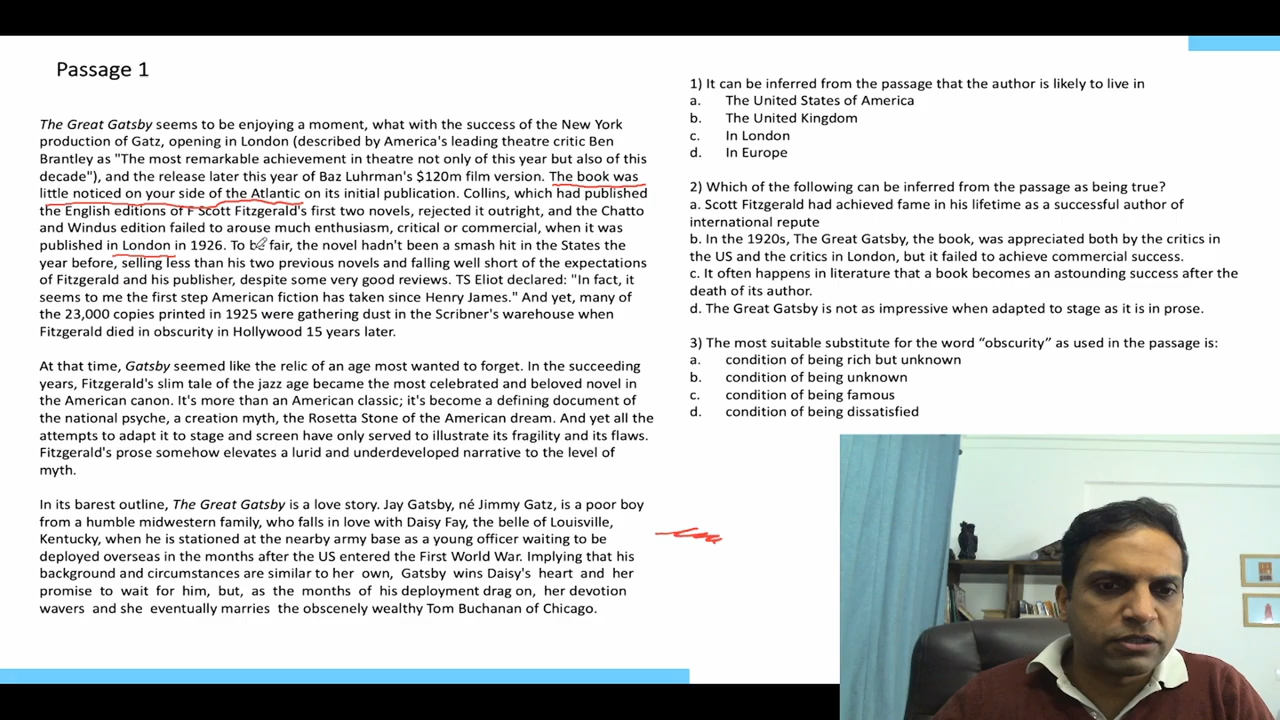 Passage 1
The Great Gatsby seems to be enjoying a moment, what with the success of the New York
production of Gatz, opening in London (described by America's leading theatre critic Ben
Brantley as "The most remarkable achievement in theatre not only of this year but also of this
decade"), and the release later this year of Baz Luhrman's $120m film version. The book was
little noticed on your side of the Atlantic on its initial publication. Collins, which had published
the English editions of F Scott Fitzgerald's first two novels, rejected it outright, and the Chatto
and Windus edition failed to arouse much enthusiasm, critical or commercial, when it was
published in London in 1926. To be fair, the novel hadn't been a smash hit in the States the
year before, selling less than his two previous novels and falling well short of the expectations
of Fitzgerald and his publisher, despite some very good reviews. TS Eliot declared: "In fact, it
seems to me the first step American fiction has taken since Henry James." And yet, many of
the 23,000 copies printed in 1925 were gathering dust in the Scribner's warehouse when
Fitzgerald died in obscurity in Hollywood 15 years later.
At that time, Gatsby seemed like the relic of an age most wanted to forget. In the succeeding
years, Fitzgerald's slim tale of the jazz age became the most celebrated and beloved novel in
the American canon. It's more than an American classic; it's become a defining document of
the national psyche, a creation myth, the Rosetta Stone of the American dream. And yet all the
attempts to adapt it to stage and screen have only served to illustrate its fragility and its flaws.
Fitzgerald's prose somehow elevates a lurid and underdeveloped narrative to the level of
myth.
In its barest outline, The Great Gatsby is a love story. Jay Gatsby, né Jimmy Gatz, is a poor boy
from a humble midwestern family, who falls in love with Daisy Fay, the belle of Louisville,
Kentucky, when he is stationed at the nearby army base as a young officer waiting to be
deployed overseas in the months after the US entered the First World War. Implying that his
background and circumstances are similar to her own, Gatsby wins Daisy's heart and her
promise to wait for him, but, as the months of his deployment drag on, her devotion
wavers and she eventually marries the obscenely wealthy Tom Buchanan of Chicago.
1) It can be inferred from the passage that the author is likely to live in
a. The United States of America
b. The United Kingdom
c. In London
d. In Europe
2) Which of the following can be inferred from the passage as being true?
a. Scott Fitzgerald had achieved fame in his lifetime as a successful author of
international repute
b. In the 1920s, The Great Gatsby, the book, was appreciated both by the critics in
the US and the critics in London, but it failed to achieve commercial success.
c. It often happens in literature that a book becomes an astounding success after the
death of its author.
d. The Great Gatsby is not as impressive when adapted to stage as it is in prose.
3) The most suitable substitute for the word “obscurity” as used in the passage is:
a. condition of being rich but unknown
b. condition of being unknown
c. condition of being famous
d. condition of being dissatisfied